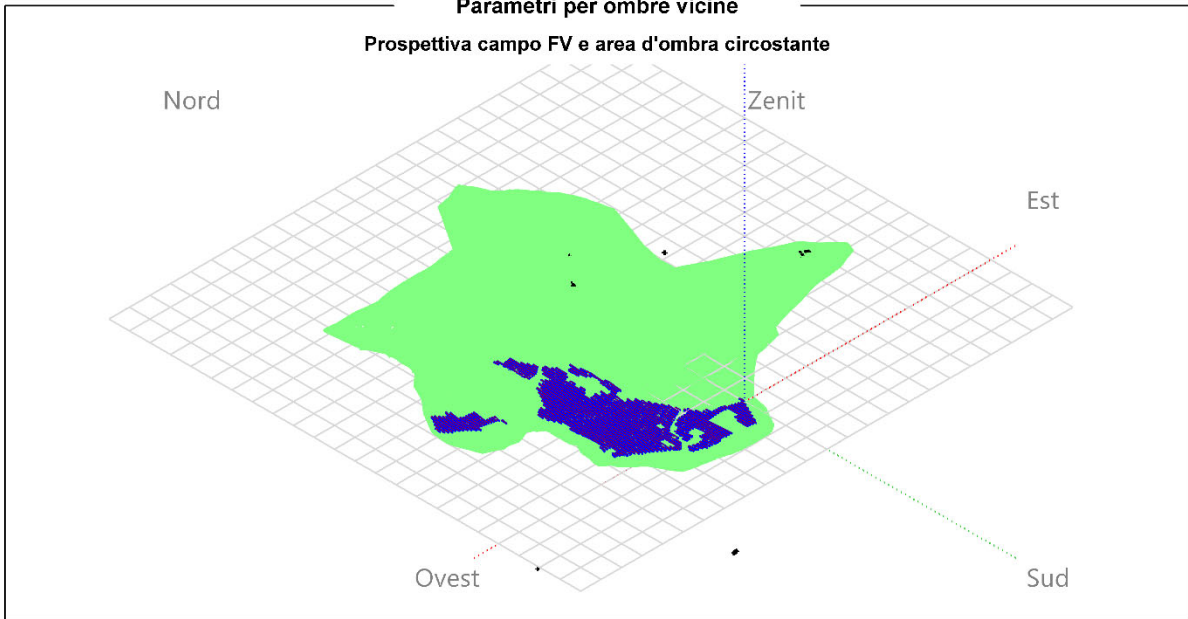 Parametri per ombre vicine
Prospettiva campo FV e area d'ombra circostante
Nord
Zenit
Est
Ovest
Sud